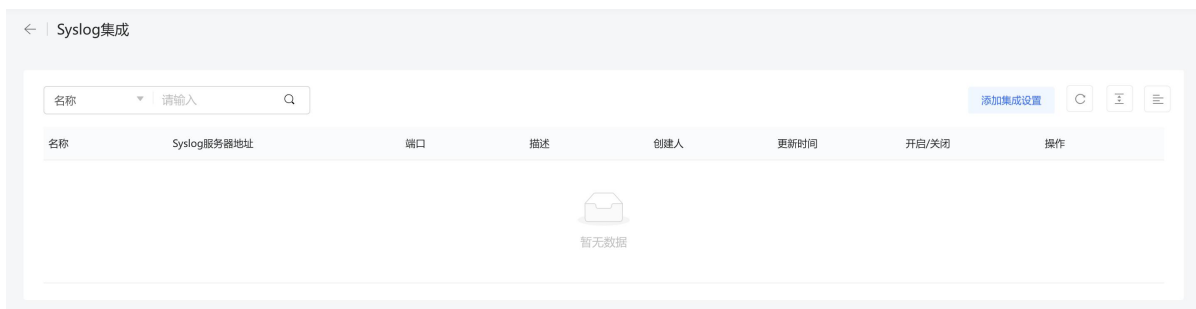 Syslog集成
名称 请输入 添加集成设置
名称 Syslog服务器地址 端口 描述 创建人 更新时间 开启/关闭 操作
暂无数据